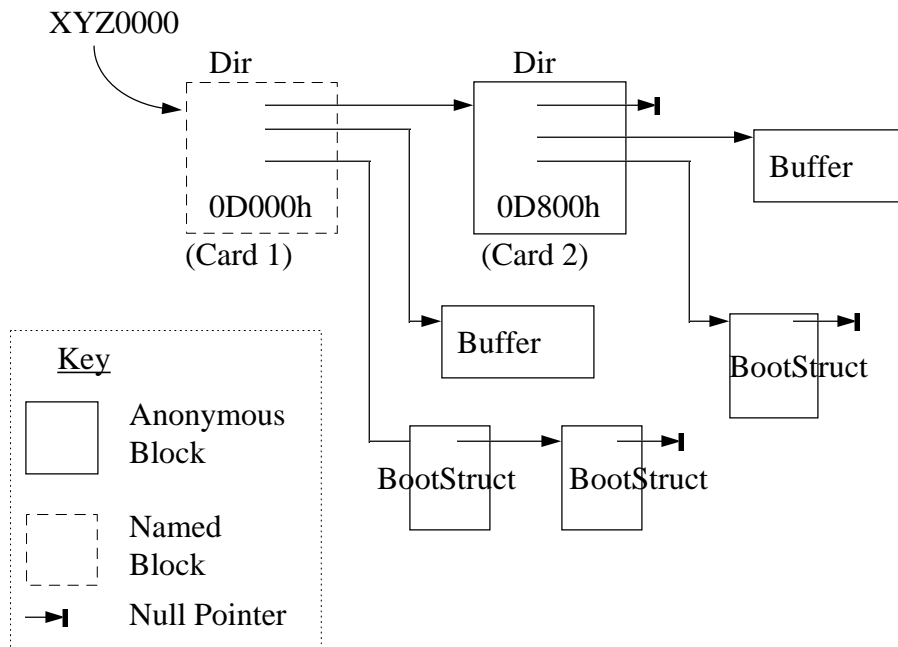 XYZ0000
Dir
Dir
Buffer
0D000h
0D800h
(Card 1)
(Card 2)
Buffer
BootStruct
BootStruct
BootStruct
Key
Anonymous
Block
Named
Block
Null Pointer